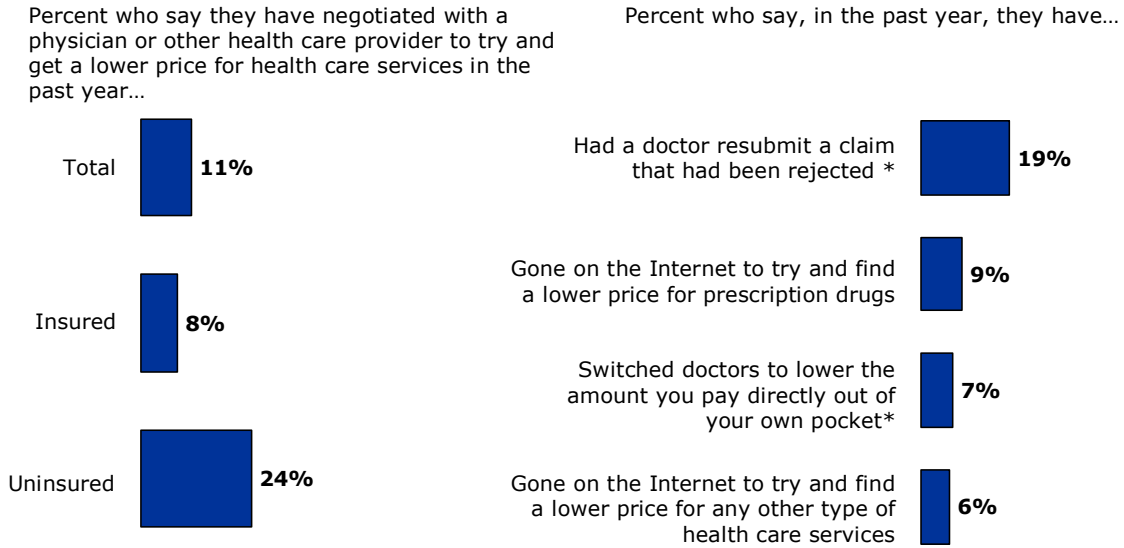 Percent who say they have negotiated with a
physician or other health care provider to try and
get a lower price for health care services in the
past year…
Total
11%
Insured
8%
Uninsured
24%
Percent who say, in the past year, they have…
Had a doctor resubmit a claim
that had been rejected *
19%
Gone on the Internet to try and find
a lower price for prescription drugs
9%
Switched doctors to lower the
amount you pay directly out of
your own pocket*
7%
Gone on the Internet to try and find
a lower price for any other type of
health care services
6%